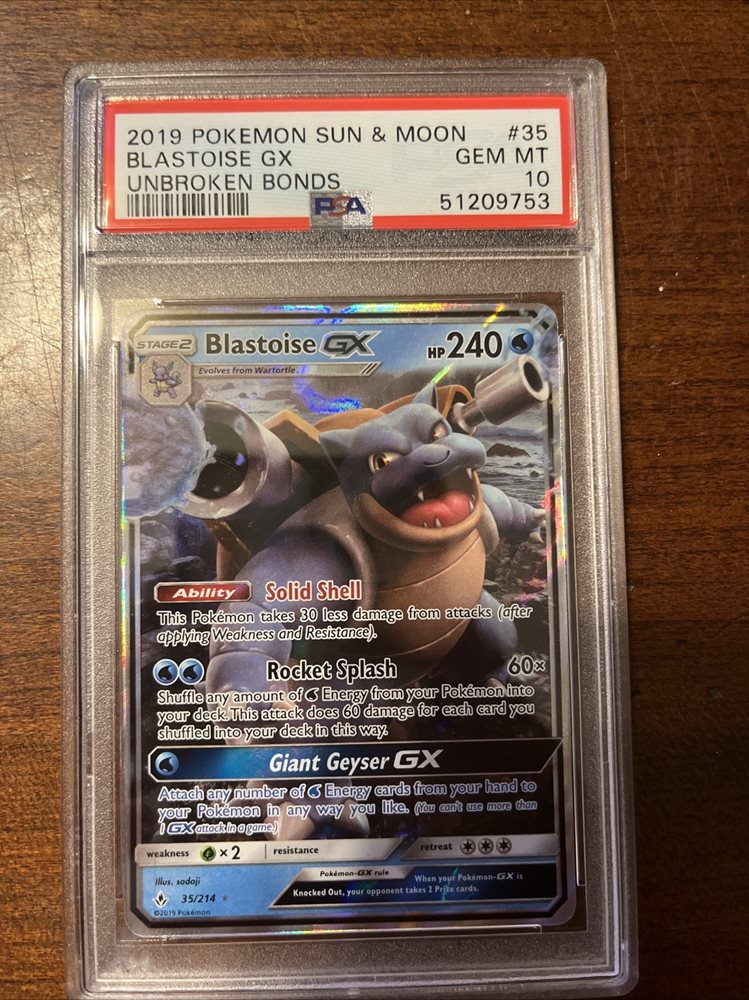 2019 POKEMON SUN & MOON #35
BLASTOISE GX GEM MT
UNBROKEN BONDS 10
PSA 51209753
STAGE2 Blastoise GX HP240
Evolves from Wartortle
Ability Solid Shell
This Pokémon takes 30 less damage from attacks (after
applying Weakness and Resistance).
Rocket Splash 60×
Shuffle any amount of Energy from your Pokémon into
your deck. This attack does 60 damage for each card you
shuffled into your deck in this way.
Giant Geyser GX
Attach any number of Energy cards from your hand to
your Pokémon in any way you like. (You can't use more than
1 GX attack in a game.)
weakness × 2 resistance retreat
Pokémon-GX rule When your Pokémon-GX is
Knocked Out, your opponent takes 2 Prize cards.
Illus. sadaji
35/214 ★
©2019 Pokémon